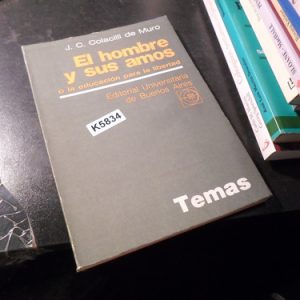 J. C. Colacilli de Muro
El hombre
y sus amos
o la educación para la libertad
Editorial Universitaria
de Buenos Aires
K5834
Temas